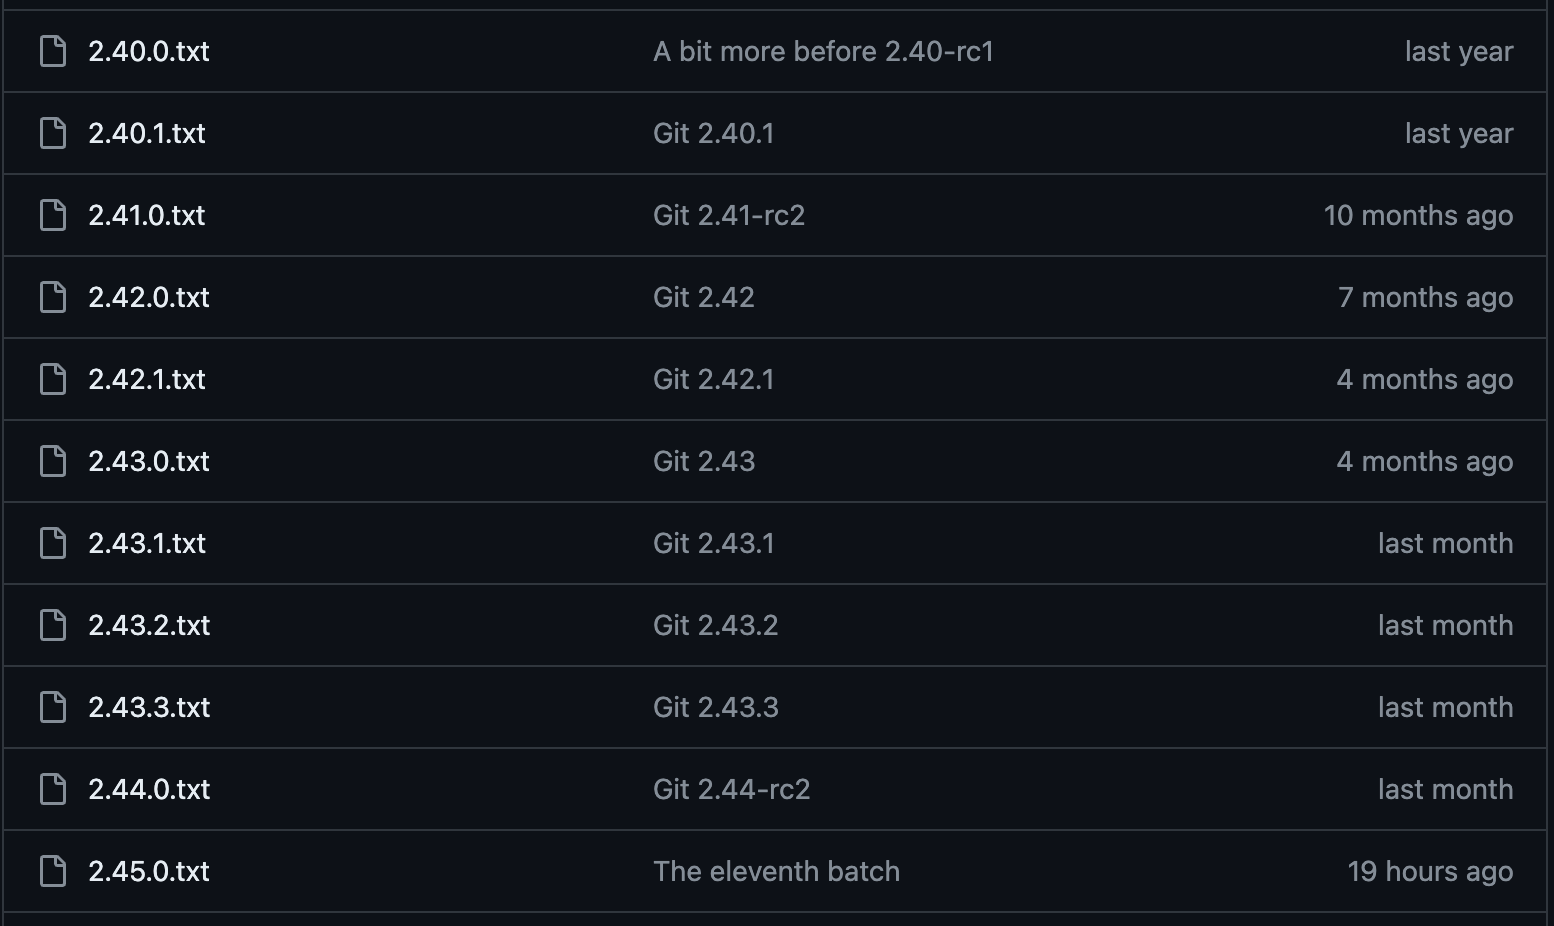 2.40.0.txt A bit more before 2.40-rc1 last year
2.40.1.txt Git 2.40.1 last year
2.41.0.txt Git 2.41-rc2 10 months ago
2.42.0.txt Git 2.42 7 months ago
2.42.1.txt Git 2.42.1 4 months ago
2.43.0.txt Git 2.43 4 months ago
2.43.1.txt Git 2.43.1 last month
2.43.2.txt Git 2.43.2 last month
2.43.3.txt Git 2.43.3 last month
2.44.0.txt Git 2.44-rc2 last month
2.45.0.txt The eleventh batch 19 hours ago